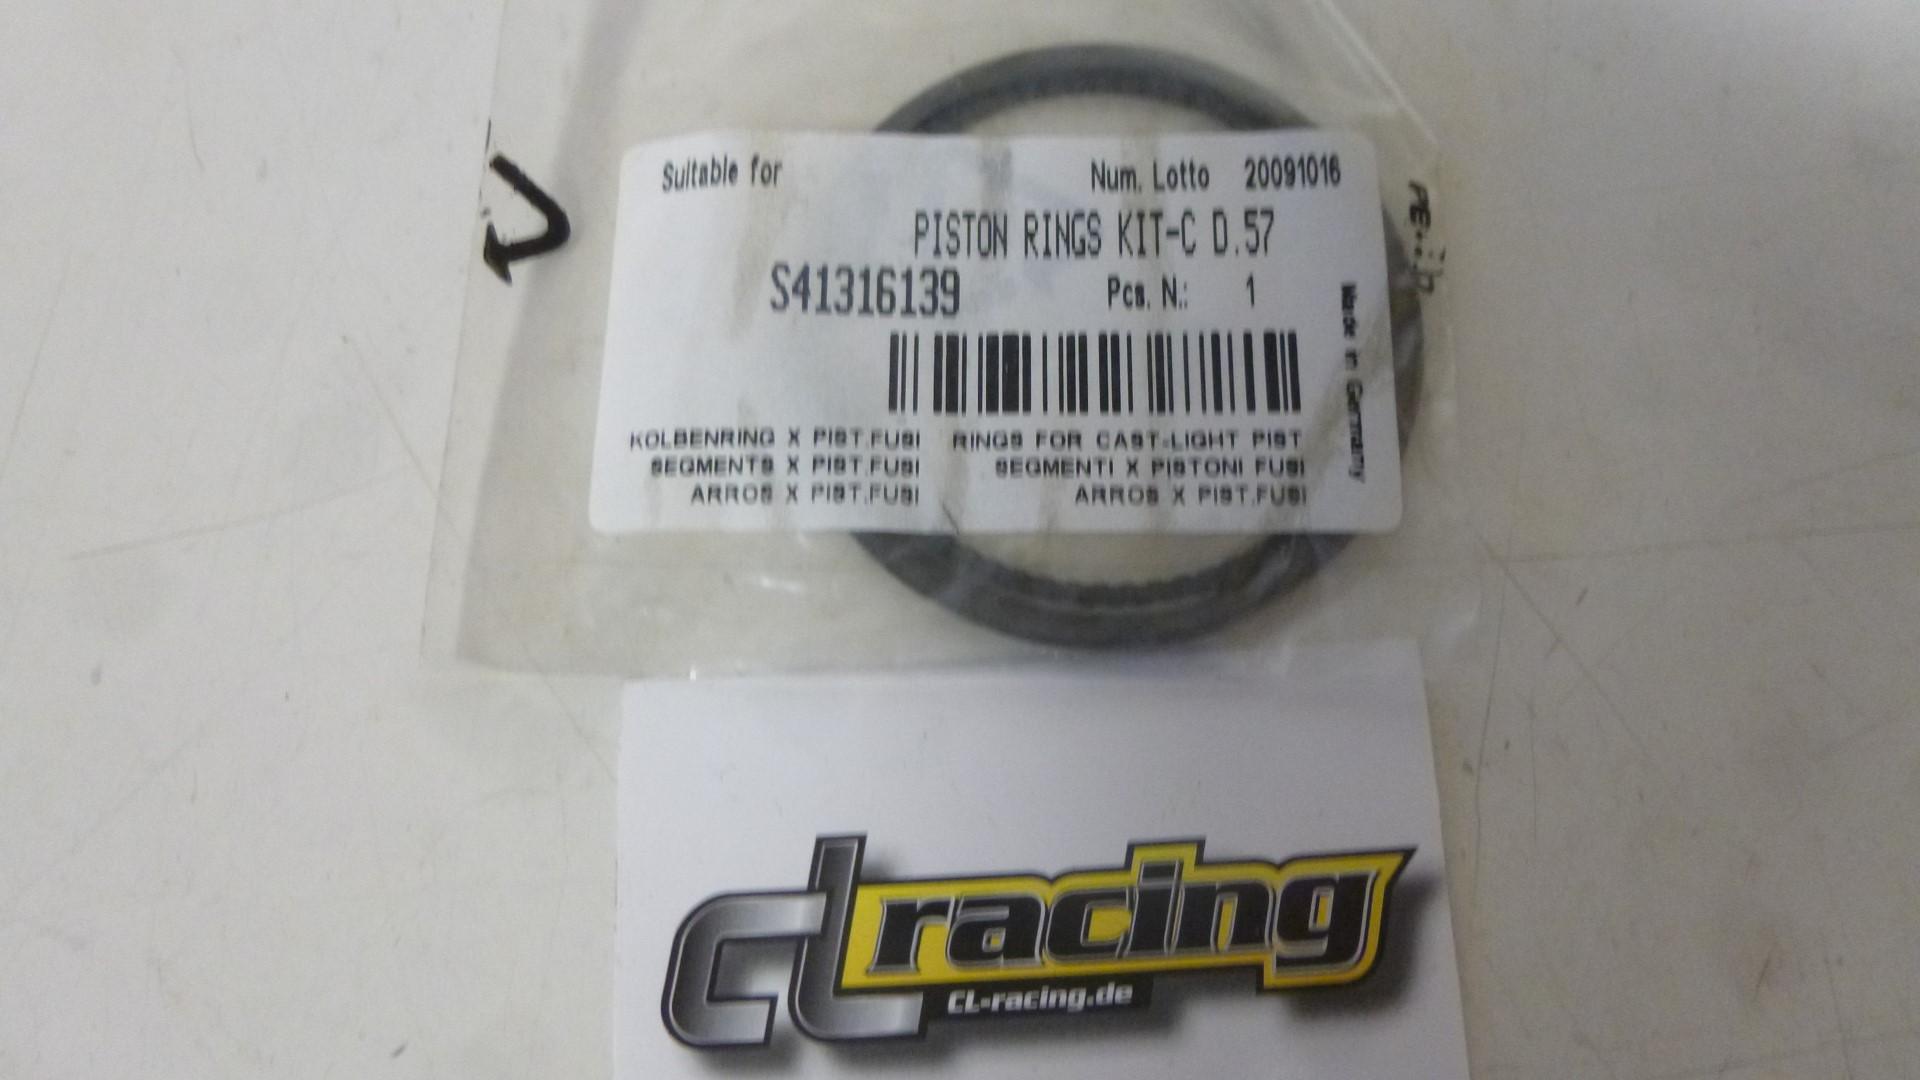 Suitable for Num. Lotto 20091016
PISTON RINGS KIT-C D.57
S41316139 Pcs. N.: 1
Made in Germany
KOLBENRING X PIST.FUSI RINGS FOR CAST-LIGHT PIST
SEGMENTS X PIST.FUSI SEGMENTI X PISTONI FUSI
ARROS X PIST.FUSI ARROS X PIST.FUSI
CL racing
CL-racing.de